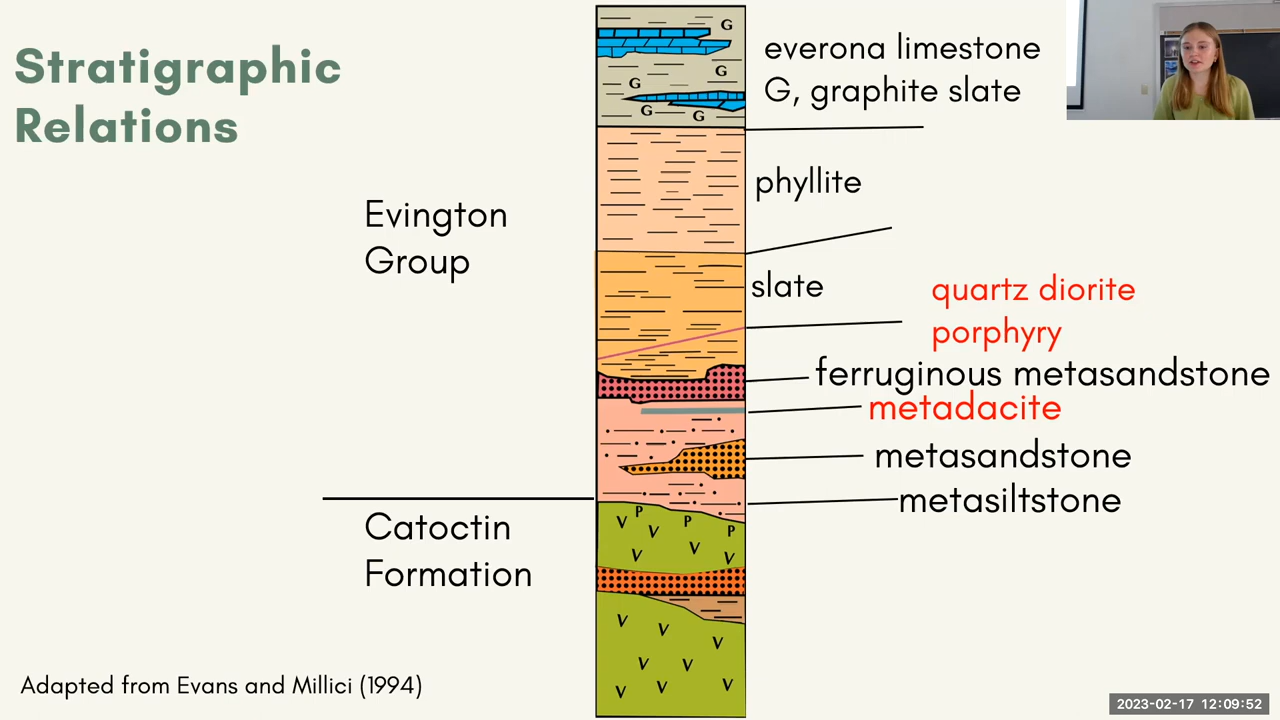 Stratigraphic
Relations
everona limestone
G, graphite slate
phyllite
Evington
Group
slate
quartz diorite
porphyry
ferruginous metasandstone
metadacite
metasandstone
metasiltstone
Catoctin
Formation
G
G
G
G
G
P
V
P
V
P
V
V
V
V
V
V
V
V
V
V
V
Adapted from Evans and Millici (1994)
2023-02-17 12:09:52